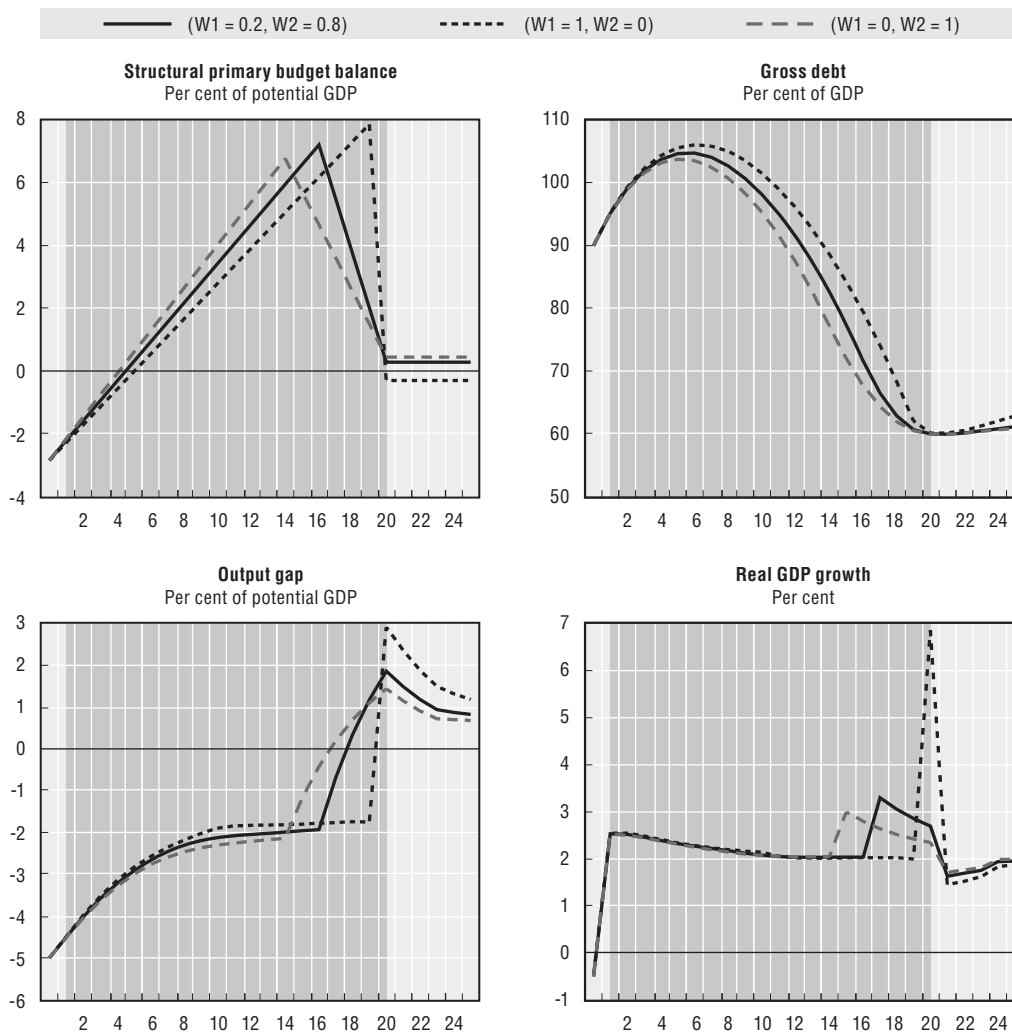 (W1 = 0.2, W2 = 0.8) (W1 = 1, W2 = 0) (W1 = 0, W2 = 1)
Structural primary budget balance
Per cent of potential GDP
8
6
4
2
0
-2
-4
2 4 6 8 10 12 14 16 18 20 22 24
Gross debt
Per cent of GDP
110
100
90
80
70
60
50
2 4 6 8 10 12 14 16 18 20 22 24
Output gap
Per cent of potential GDP
3
2
1
0
-1
-2
-3
-4
-5
-6
2 4 6 8 10 12 14 16 18 20 22 24
Real GDP growth
Per cent
7
6
5
4
3
2
1
0
-1
2 4 6 8 10 12 14 16 18 20 22 24